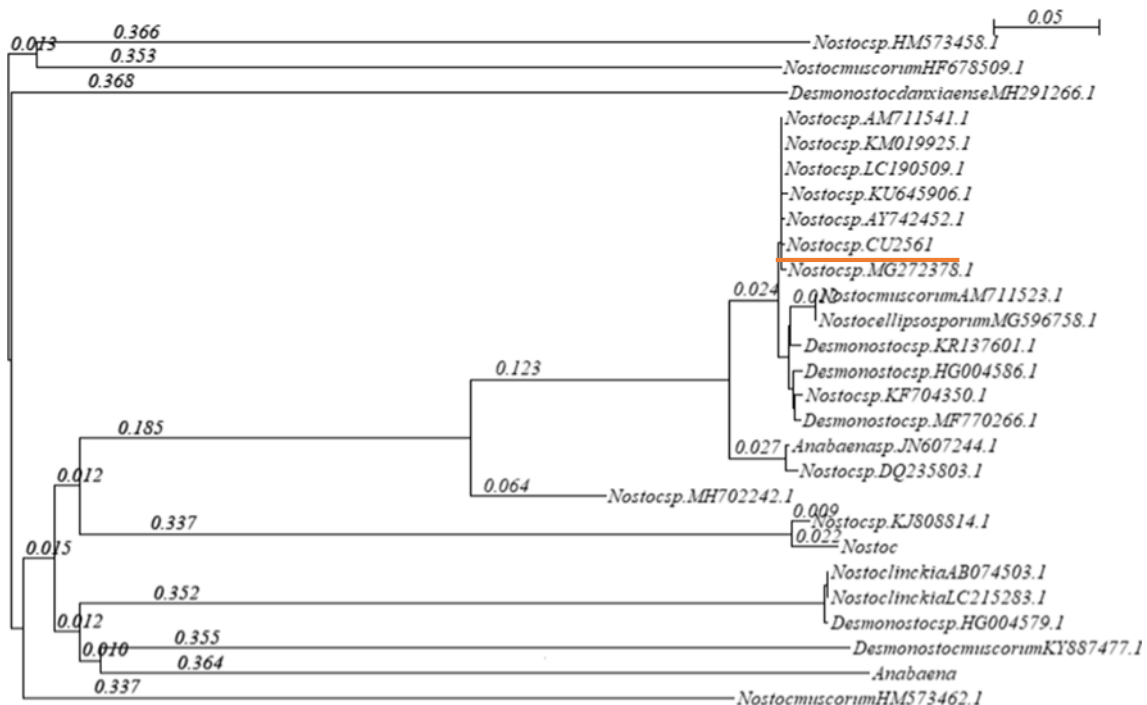 0.05
0.366
Nostocsp.HM573458.1
0.013
0.353
NostocmuscorumHF678509.1
0.368
DesmonostocdanxiaenseMH291266.1
Nostocsp.AM711541.1
Nostocsp.KM019925.1
Nostocsp.LC190509.1
Nostocsp.KU645906.1
Nostocsp.AY742452.1
Nostocsp.CU2561
Nostocsp.MG272378.1
0.024
NostocmuscorumAM711523.1
NostocellipsosporumMG596758.1
Desmonostocsp.KR137601.1
0.123
Desmonostocsp.HG004586.1
Nostocsp.KF704350.1
Desmonostocsp.MF770266.1
0.185
0.027
Anabaenasp.JN607244.1
Nostocsp.DQ235803.1
0.012
0.064
Nostocsp.MH702242.1
0.337
0.009
Nostocsp.KJ808814.1
0.022
Nostoc
0.015
NostoclinckiaAB074503.1
0.352
NostoclinckiaLC215283.1
0.012
Desmonostocsp.HG004579.1
0.355
DesmonostocmuscorumKY887477.1
0.010
0.364
Anabaena
0.337
NostocmuscorumHM573462.1